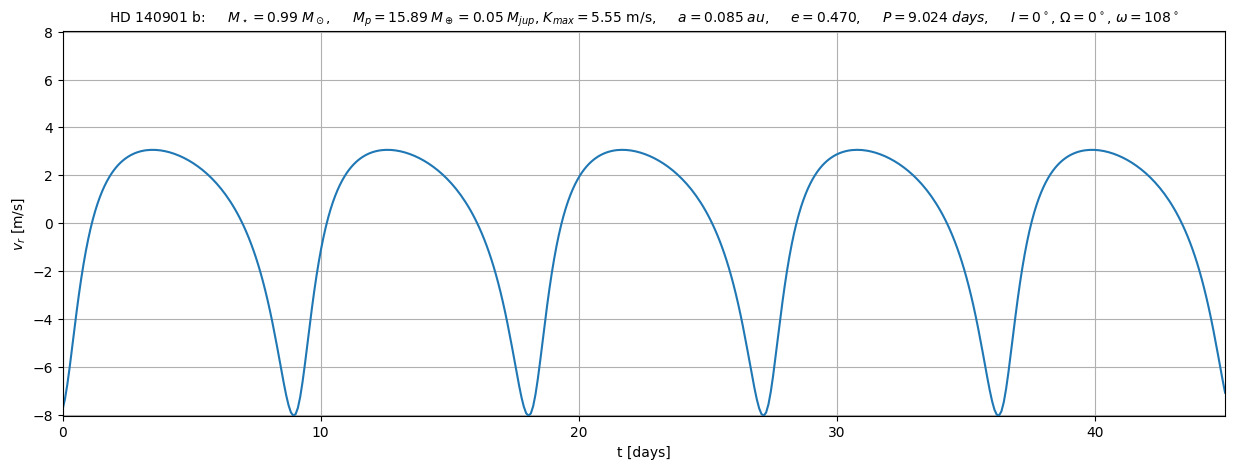 HD 140901 b: M⋆ = 0.99 M⊙, Mp = 15.89 M⊕ = 0.05 Mjup, Kmax = 5.55 m/s, a = 0.085 au, e = 0.470, P = 9.024 days, I = 0°, Ω = 0°, ω = 108°
8
6
4
2
0
−2
−4
−6
−8
vr [m/s]
0 10 20 30 40
t [days]